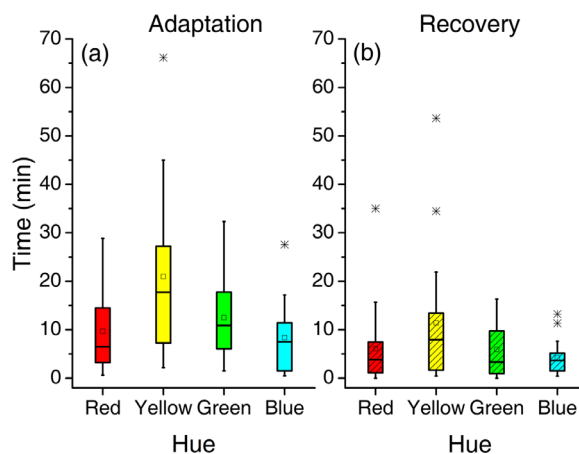 Adaptation
Recovery
(a)
(b)
Time (min)
70
60
50
40
30
20
10
0
70
60
50
40
30
20
10
0
Red Yellow Green Blue
Red Yellow Green Blue
Hue
Hue